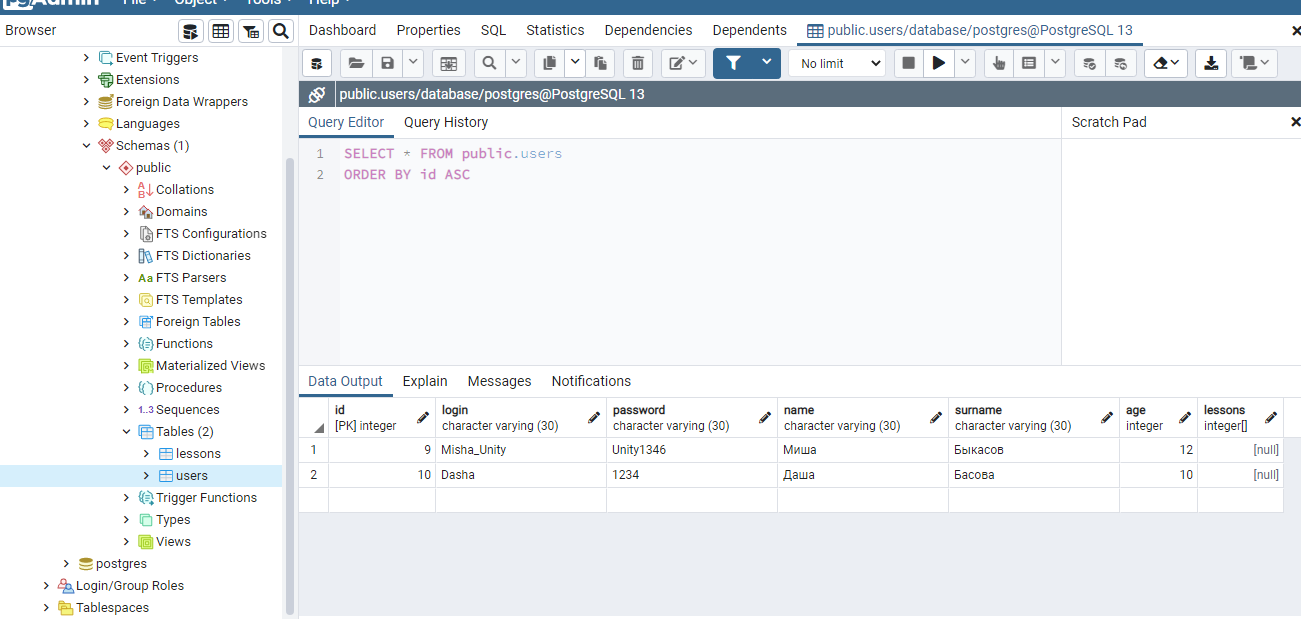 pgAdmin File Object Tools Help
Browser
Dashboard Properties SQL Statistics Dependencies Dependents public.users/database/postgres@PostgreSQL 13
Event Triggers
Extensions
Foreign Data Wrappers
Languages
Schemas (1)
public
Collations
Domains
FTS Configurations
FTS Dictionaries
Aa FTS Parsers
FTS Templates
Foreign Tables
Functions
Materialized Views
Procedures
1..3 Sequences
Tables (2)
lessons
users
Trigger Functions
Types
Views
postgres
Login/Group Roles
Tablespaces
No limit
public.users/database/postgres@PostgreSQL 13
Query Editor Query History
Scratch Pad
1 SELECT * FROM public.users
2 ORDER BY id ASC
Data Output Explain Messages Notifications
id login password name surname age lessons
[PK] integer character varying (30) character varying (30) character varying (30) character varying (30) integer integer[]
1 9 Misha_Unity Unity1346 Миша Быкасов 12 [null]
2 10 Dasha 1234 Даша Басова 10 [null]